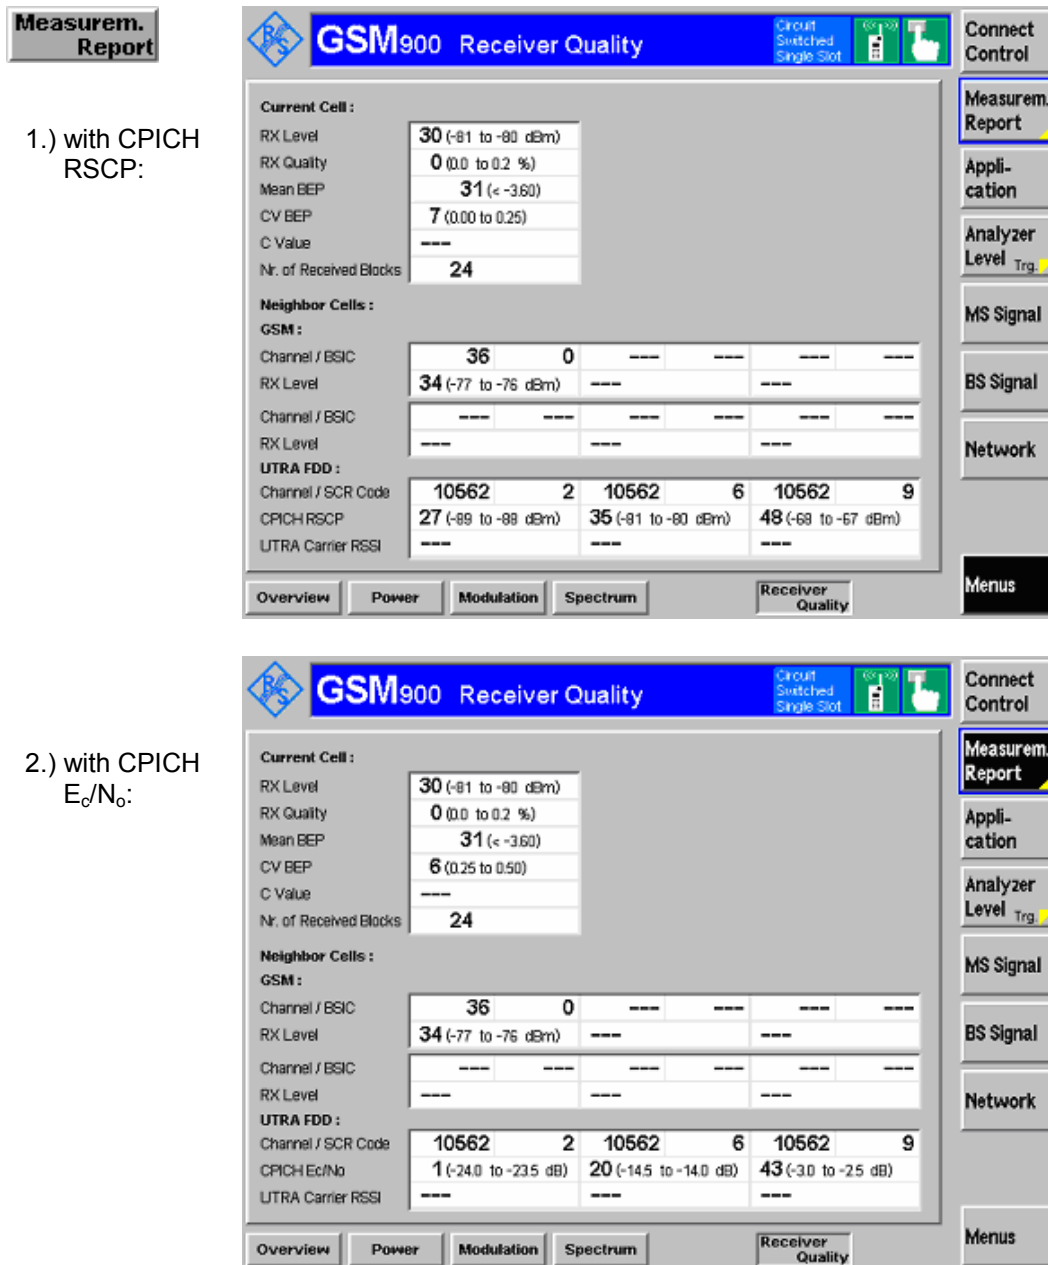 Measurem.
Report
1.) with CPICH
RSCP:
GSM900 Receiver Quality
Circuit
Switched
Single Slot
Connect
Control
Measurem.
Report
Appli-
cation
Analyzer
Level Trg.
MS Signal
BS Signal
Network
Menus
Current Cell :
RX Level 30 (-81 to -80 dBm)
RX Quality 0 (0.0 to 0.2 %)
Mean BEP 31 (< -3.60)
CV BEP 7 (0.00 to 0.25)
C Value ---
Nr. of Received Blocks 24
Neighbor Cells :
GSM :
Channel / BSIC 36 0 --- --- --- ---
RX Level 34 (-77 to -76 dBm) --- ---
Channel / BSIC --- --- --- --- --- ---
RX Level --- --- ---
UTRA FDD :
Channel / SCR Code 10562 2 10562 6 10562 9
CPICH RSCP 27 (-89 to -88 dBm) 35 (-81 to -80 dBm) 48 (-68 to -67 dBm)
UTRA Carrier RSSI --- --- ---
Overview Power Modulation Spectrum Receiver
Quality
2.) with CPICH
Ec/No:
GSM900 Receiver Quality
Circuit
Switched
Single Slot
Connect
Control
Measurem.
Report
Appli-
cation
Analyzer
Level Trg.
MS Signal
BS Signal
Network
Menus
Current Cell :
RX Level 30 (-81 to -80 dBm)
RX Quality 0 (0.0 to 0.2 %)
Mean BEP 31 (< -3.60)
CV BEP 6 (0.25 to 0.50)
C Value ---
Nr. of Received Blocks 24
Neighbor Cells :
GSM :
Channel / BSIC 36 0 --- --- --- ---
RX Level 34 (-77 to -76 dBm) --- ---
Channel / BSIC --- --- --- --- --- ---
RX Level --- --- ---
UTRA FDD :
Channel / SCR Code 10562 2 10562 6 10562 9
CPICH Ec/No 1 (-24.0 to -23.5 dB) 20 (-14.5 to -14.0 dB) 43 (-3.0 to -2.5 dB)
UTRA Carrier RSSI --- --- ---
Overview Power Modulation Spectrum Receiver
Quality